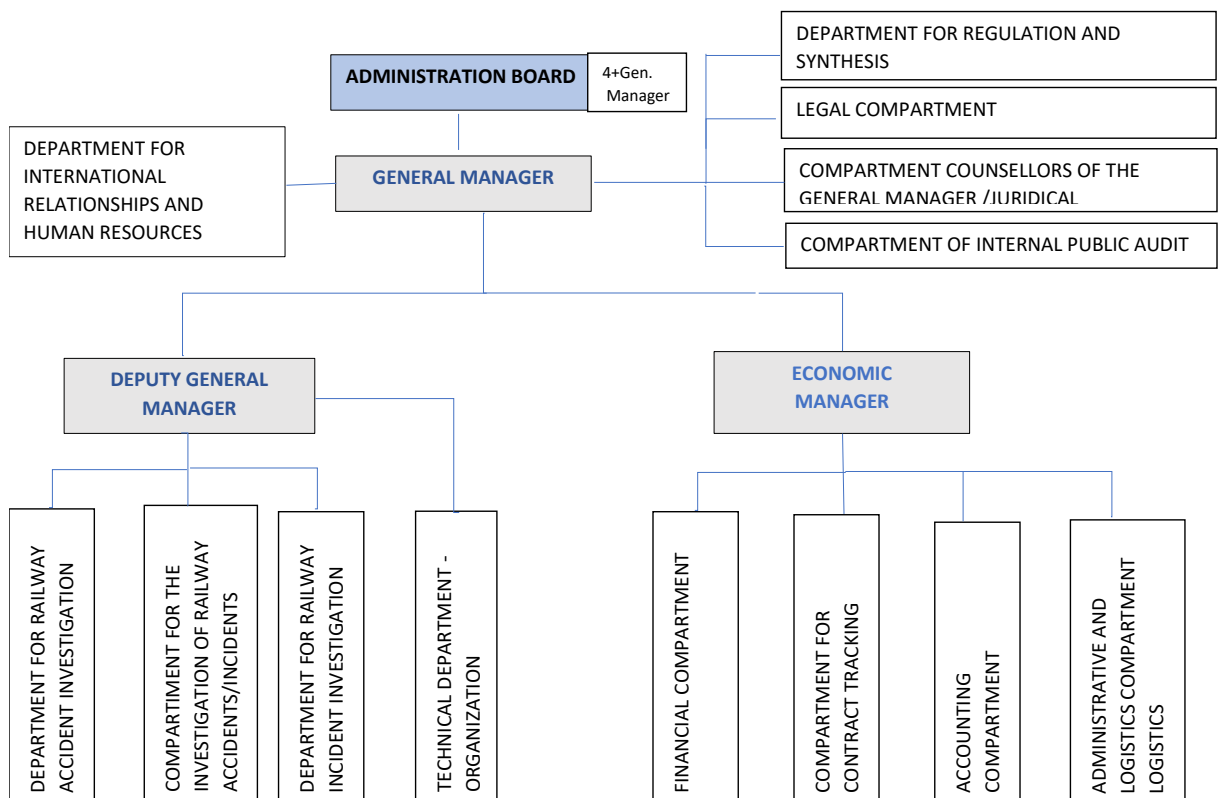 DEPARTMENT FOR REGULATION AND
SYNTHESIS
ADMINISTRATION BOARD
4+Gen.
Manager
LEGAL COMPARTMENT
DEPARTMENT FOR
INTERNATIONAL
RELATIONSHIPS AND
HUMAN RESOURCES
GENERAL MANAGER
COMPARTMENT COUNSELLORS OF THE
GENERAL MANAGER /JURIDICAL
COMPARTMENT OF INTERNAL PUBLIC AUDIT
DEPUTY GENERAL
MANAGER
ECONOMIC
MANAGER
DEPARTMENT FOR RAILWAY
ACCIDENT INVESTIGATION
COMPARTIMENT FOR THE
INVESTIGATION OF RAILWAY
ACCIDENTS/INCIDENTS
DEPARTMENT FOR RAILWAY
INCIDENT INVESTIGATION
TECHNICAL DEPARTMENT -
ORGANIZATION
FINANCIAL COMPARTMENT
COMPARTMENT FOR
CONTRACT TRACKING
ACCOUNTING
COMPARTMENT
ADMINISTRATIVE AND
LOGISTICS COMPARTMENT
LOGISTICS